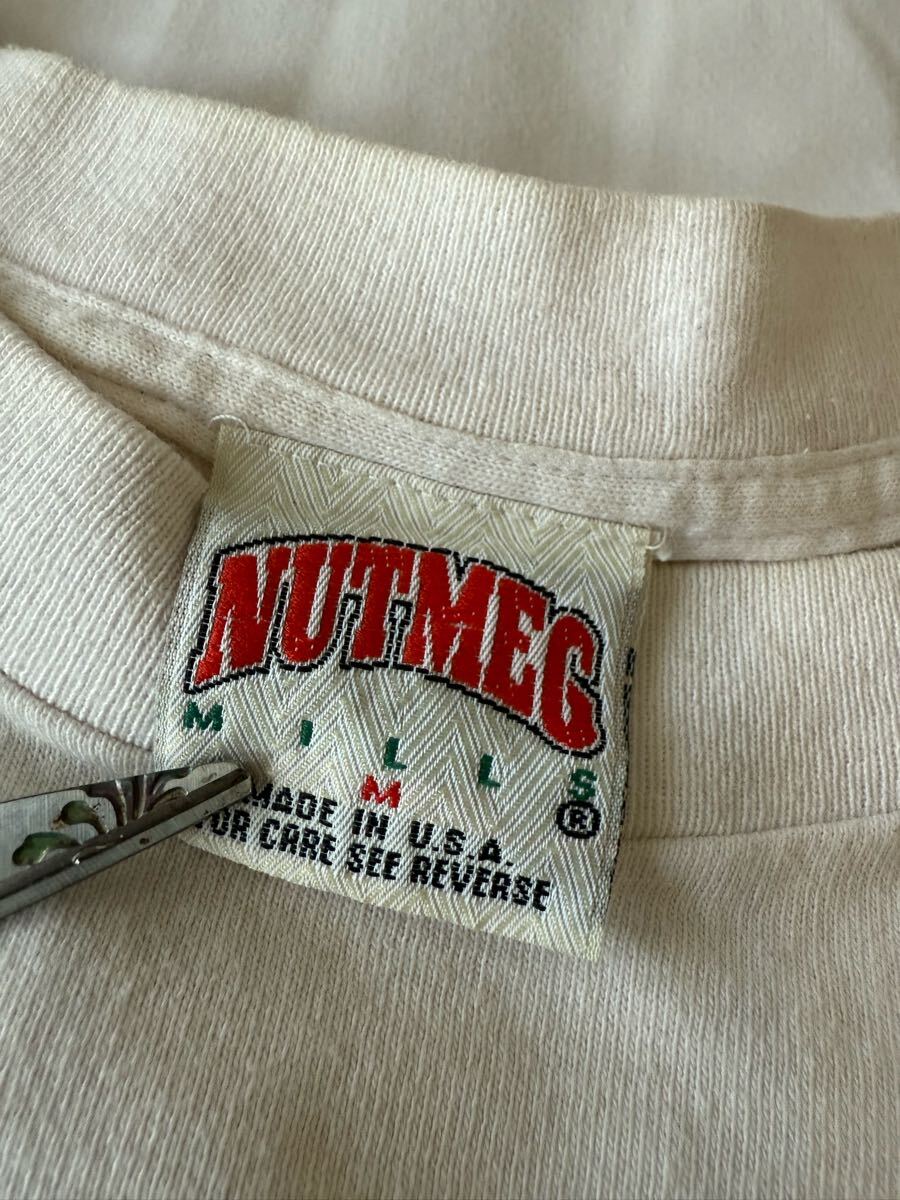 NUTMEG
MILLS
®
M
MADE IN U.S.A.
FOR CARE SEE REVERSE